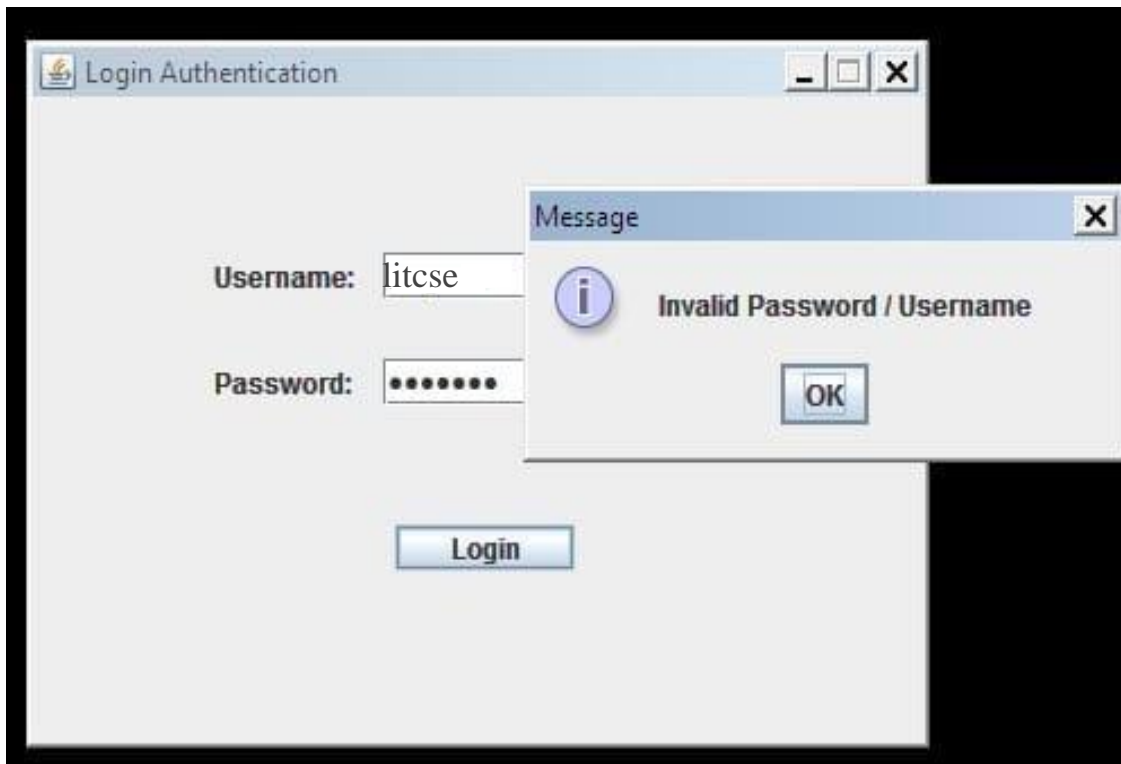 Login Authentication
Message
Username: litcse
Invalid Password / Username
Password: •••••••
OK
Login